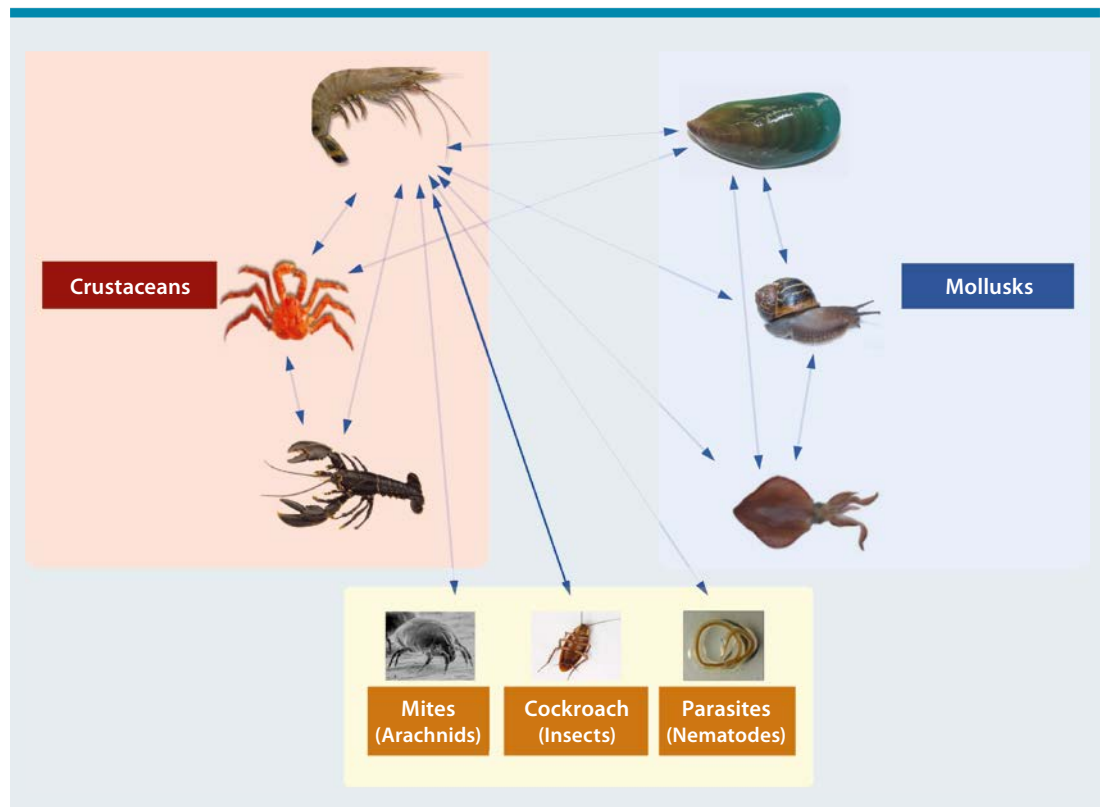 Crustaceans
Mollusks
Mites
(Arachnids)
Cockroach
(Insects)
Parasites
(Nematodes)